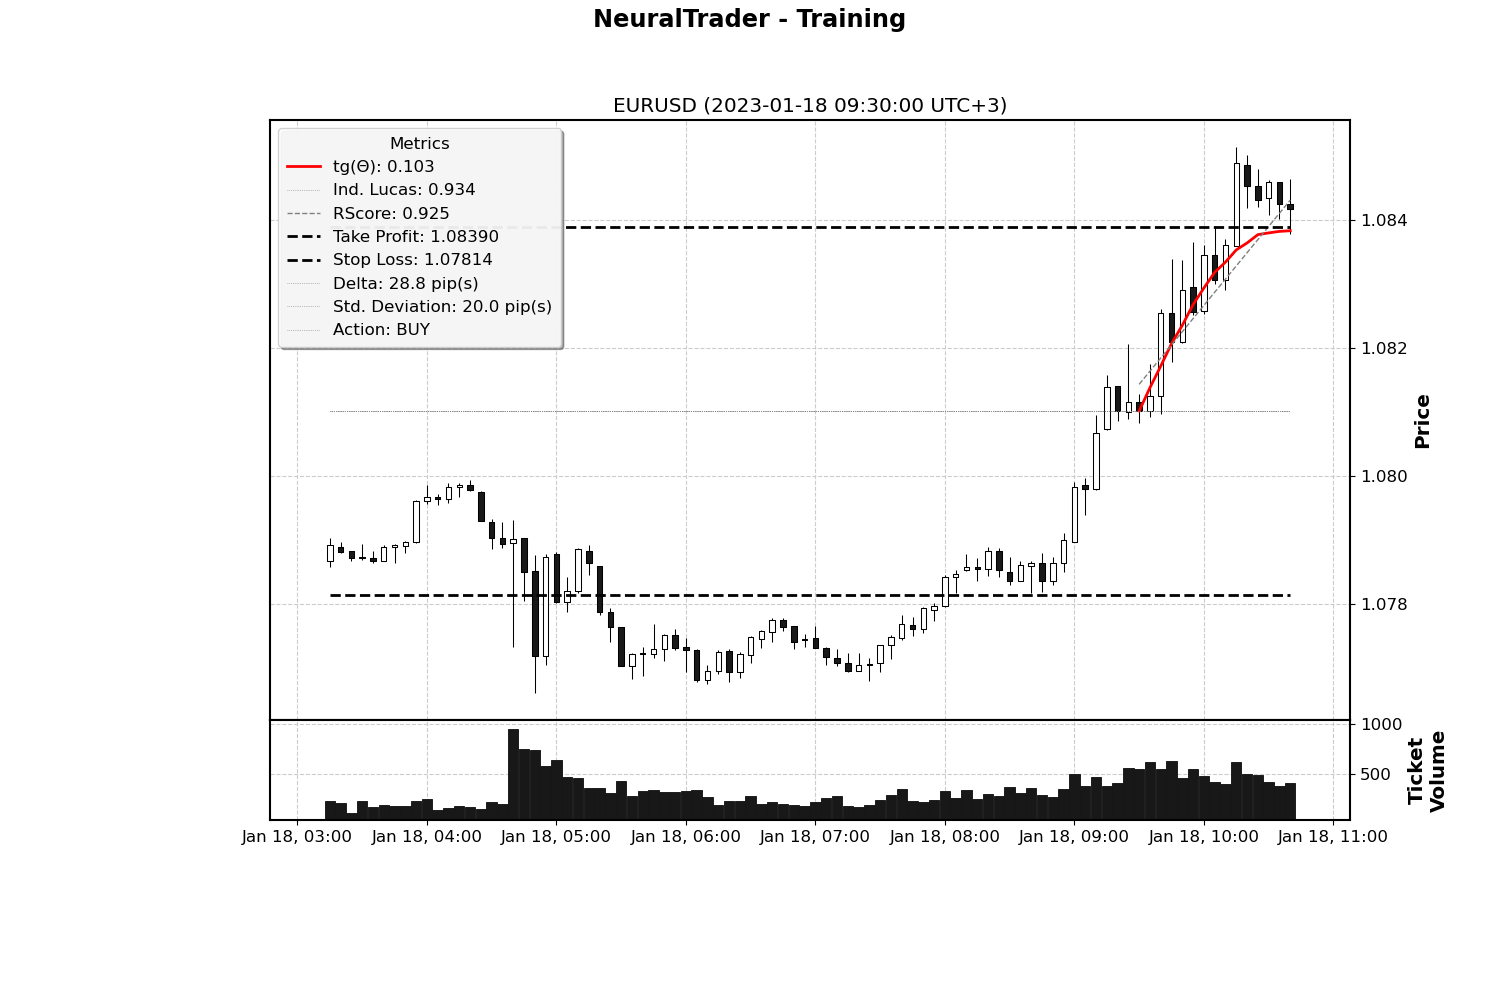 NeuralTrader - Training
EURUSD (2023-01-18 09:30:00 UTC+3)
Metrics
tg(Θ): 0.103
Ind. Lucas: 0.934
RScore: 0.925
Take Profit: 1.08390
Stop Loss: 1.07814
Delta: 28.8 pip(s)
Std. Deviation: 20.0 pip(s)
Action: BUY
1.084
1.082
1.080
1.078
Price
1000
500
Ticket
Volume
Jan 18, 03:00
Jan 18, 04:00
Jan 18, 05:00
Jan 18, 06:00
Jan 18, 07:00
Jan 18, 08:00
Jan 18, 09:00
Jan 18, 10:00
Jan 18, 11:00